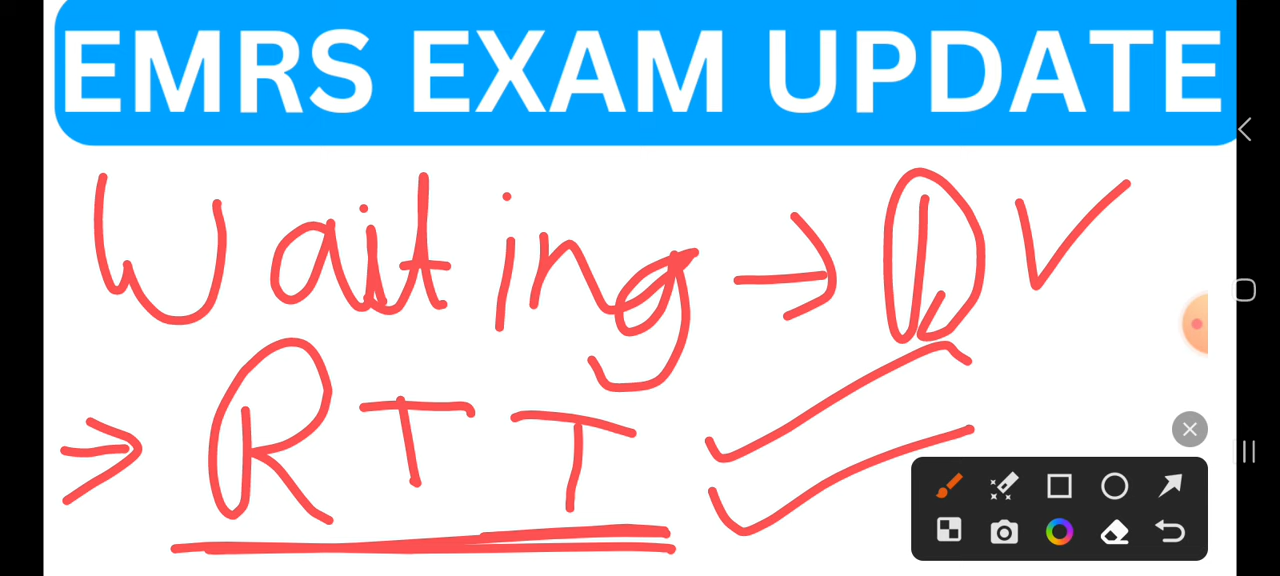 EMRS EXAM UPDATE
Waiting → DV
→ RTT ✓✓